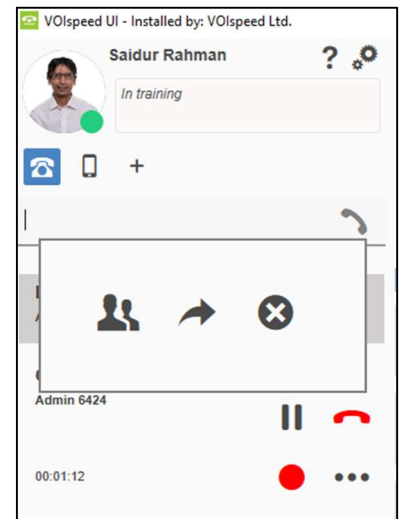 VOIspeed UI - Installed by: VOIspeed Ltd.
Saidur Rahman
?
In training
+
Admin 6424
00:01:12